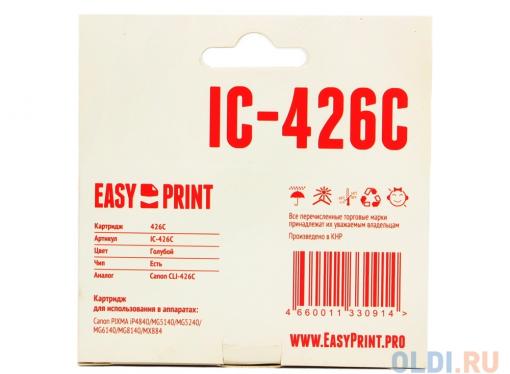 IC-426C
EASY PRINT
Картридж 426C
Артикул IC-426C
Цвет Голубой
Чип Есть
Аналог Canon CLI-426C
Картридж
для использования в аппаратах:
Canon PIXMA iP4840/MG5140/MG5240/
MG6140/MG8140/MX884
Все перечисленные торговые марки
принадлежат их уважаемым владельцам
Произведено в КНР
4 660011 330914 >
WWW.EASYPRINT.PRO
OLDI.RU